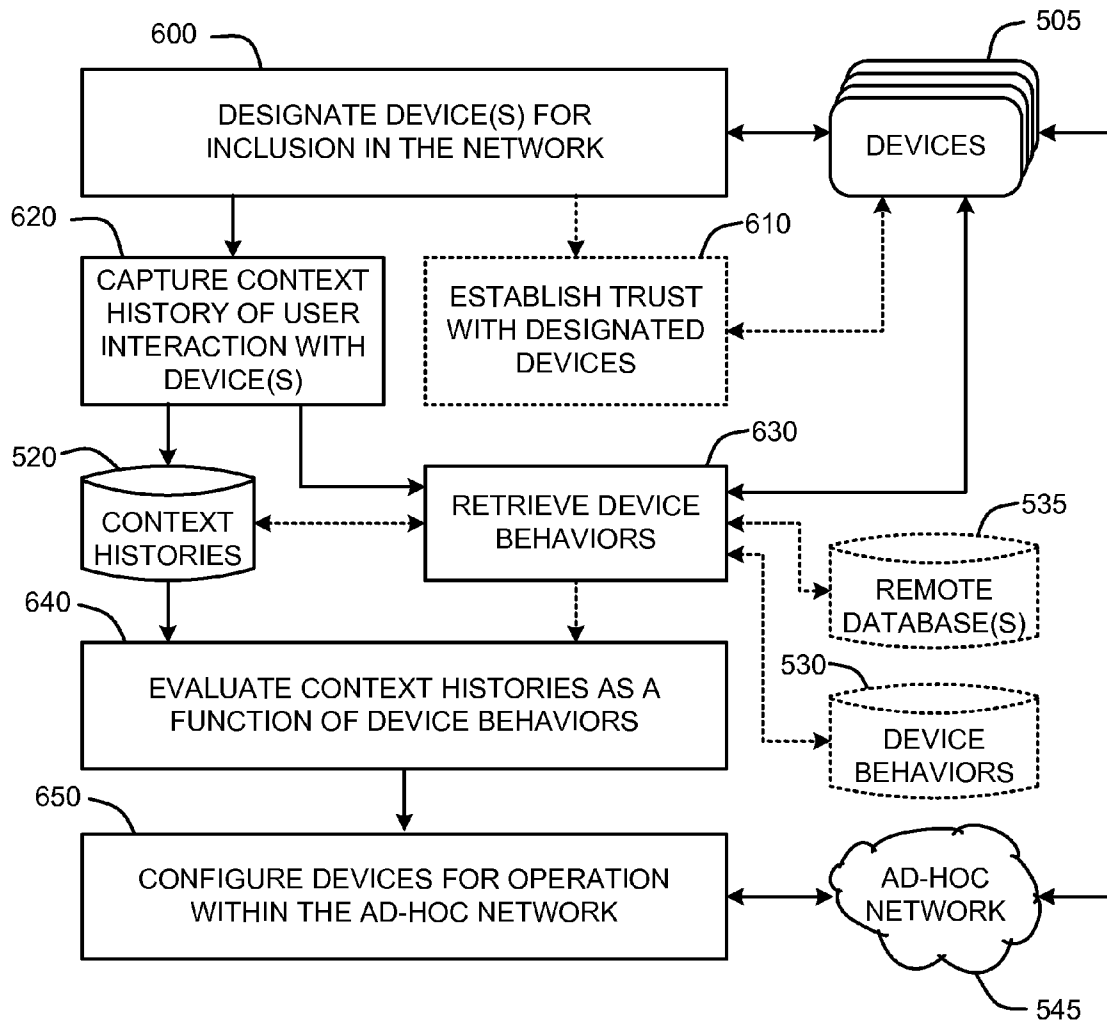 600
505
DESIGNATE DEVICE(S) FOR
INCLUSION IN THE NETWORK
DEVICES
620
610
CAPTURE CONTEXT
HISTORY OF USER
INTERACTION WITH
DEVICE(S)
ESTABLISH TRUST
WITH DESIGNATED
DEVICES
520
630
CONTEXT
HISTORIES
RETRIEVE DEVICE
BEHAVIORS
535
REMOTE
DATABASE(S)
640
EVALUATE CONTEXT HISTORIES AS A
FUNCTION OF DEVICE BEHAVIORS
530
DEVICE
BEHAVIORS
650
CONFIGURE DEVICES FOR OPERATION
WITHIN THE AD-HOC NETWORK
AD-HOC
NETWORK
545